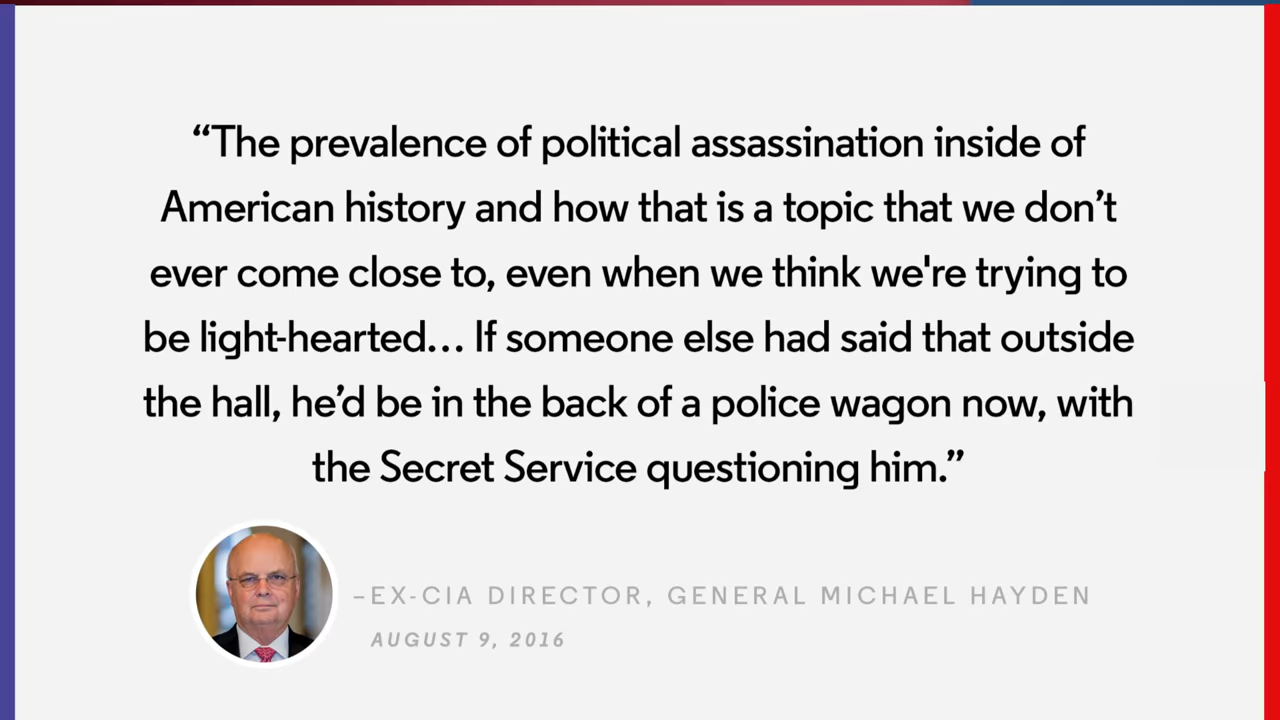 “The prevalence of political assassination inside of
American history and how that is a topic that we don’t
ever come close to, even when we think we're trying to
be light-hearted… If someone else had said that outside
the hall, he’d be in the back of a police wagon now, with
the Secret Service questioning him.”
–EX-CIA DIRECTOR, GENERAL MICHAEL HAYDEN
AUGUST 9, 2016